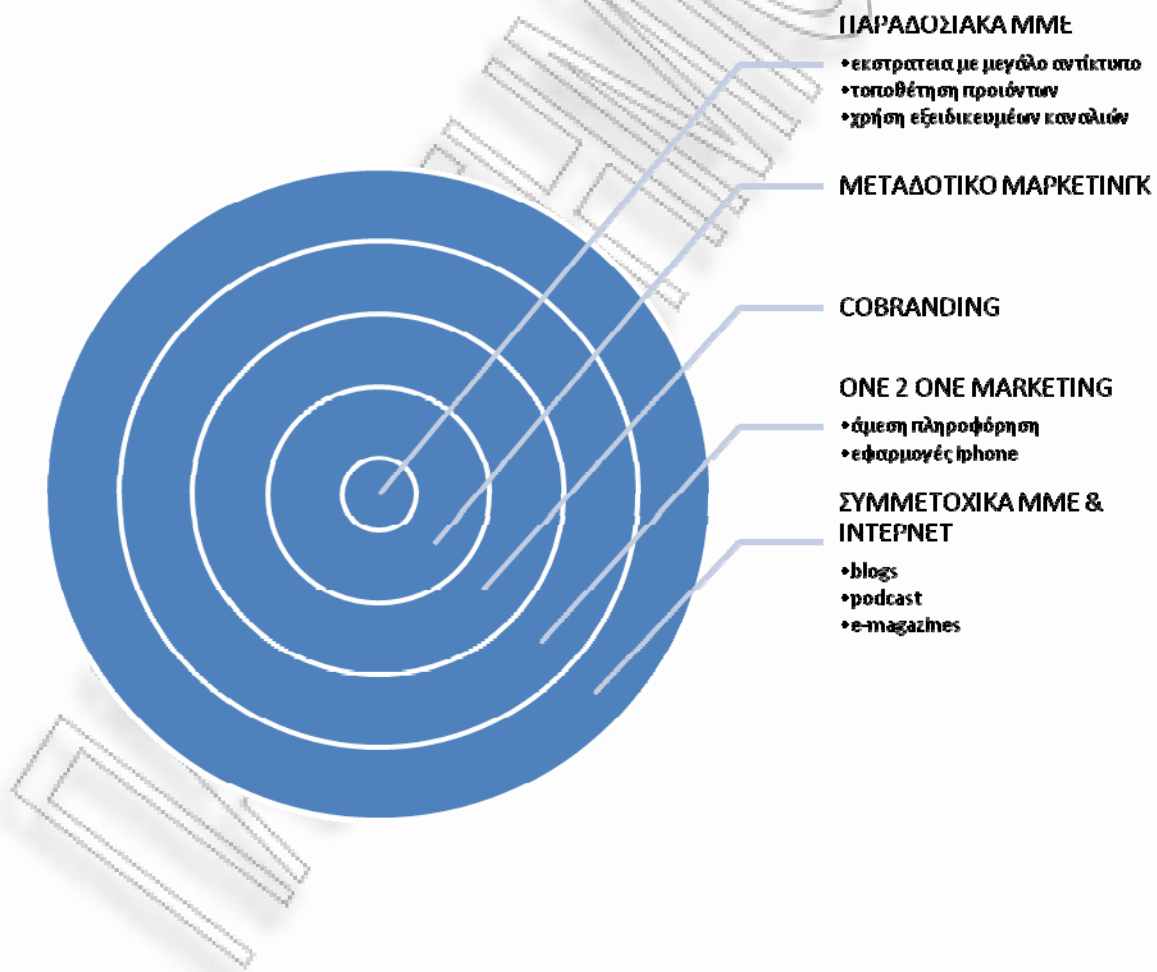 ΠΑΡΑΔΟΣΙΑΚΑ ΜΜΕ
•εκστρατεια με μεγάλο αντίκτυπο
•τοποθέτηση προιόντων
•χρήση εξειδικευμέων καναλιών
ΜΕΤΑΔΟΤΙΚΟ ΜΑΡΚΕΤΙΝΓΚ
COBRANDING
ONE 2 ONE MARKETING
•άμεση πληροφόρηση
•εφαρμογές iphone
ΣΥΜΜΕΤΟΧΙΚΑ ΜΜΕ &
ΙΝΤΕΡΝΕΤ
•blogs
•podcast
•e-magazines